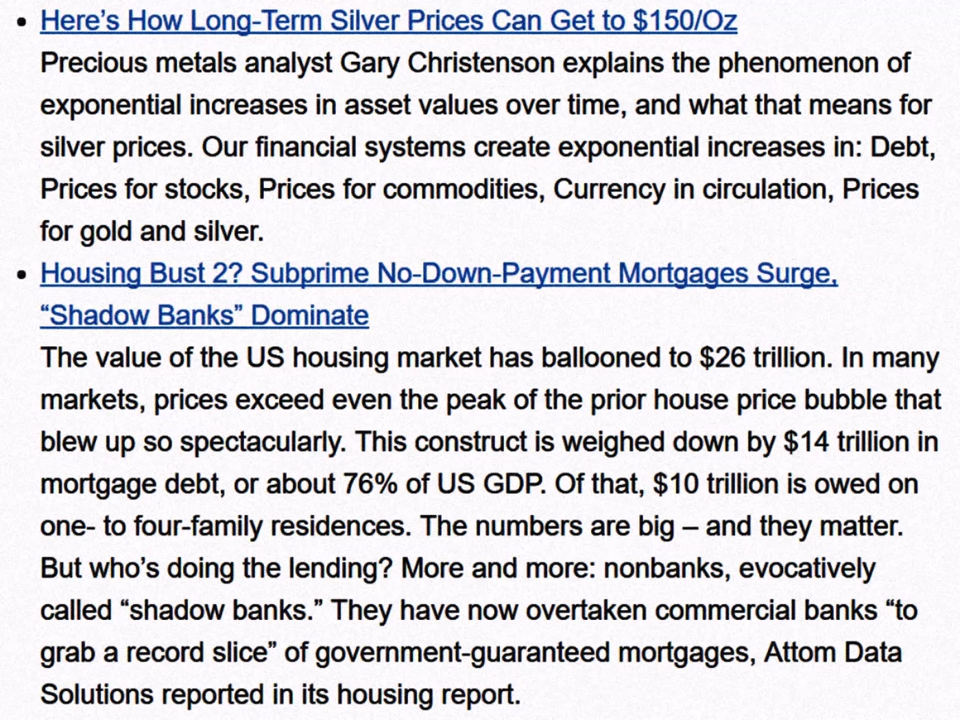 • Here’s How Long-Term Silver Prices Can Get to $150/Oz
Precious metals analyst Gary Christenson explains the phenomenon of
exponential increases in asset values over time, and what that means for
silver prices. Our financial systems create exponential increases in: Debt,
Prices for stocks, Prices for commodities, Currency in circulation, Prices
for gold and silver.
• Housing Bust 2? Subprime No-Down-Payment Mortgages Surge,
“Shadow Banks” Dominate
The value of the US housing market has ballooned to $26 trillion. In many
markets, prices exceed even the peak of the prior house price bubble that
blew up so spectacularly. This construct is weighed down by $14 trillion in
mortgage debt, or about 76% of US GDP. Of that, $10 trillion is owed on
one- to four-family residences. The numbers are big – and they matter.
But who’s doing the lending? More and more: nonbanks, evocatively
called “shadow banks.” They have now overtaken commercial banks “to
grab a record slice” of government-guaranteed mortgages, Attom Data
Solutions reported in its housing report.